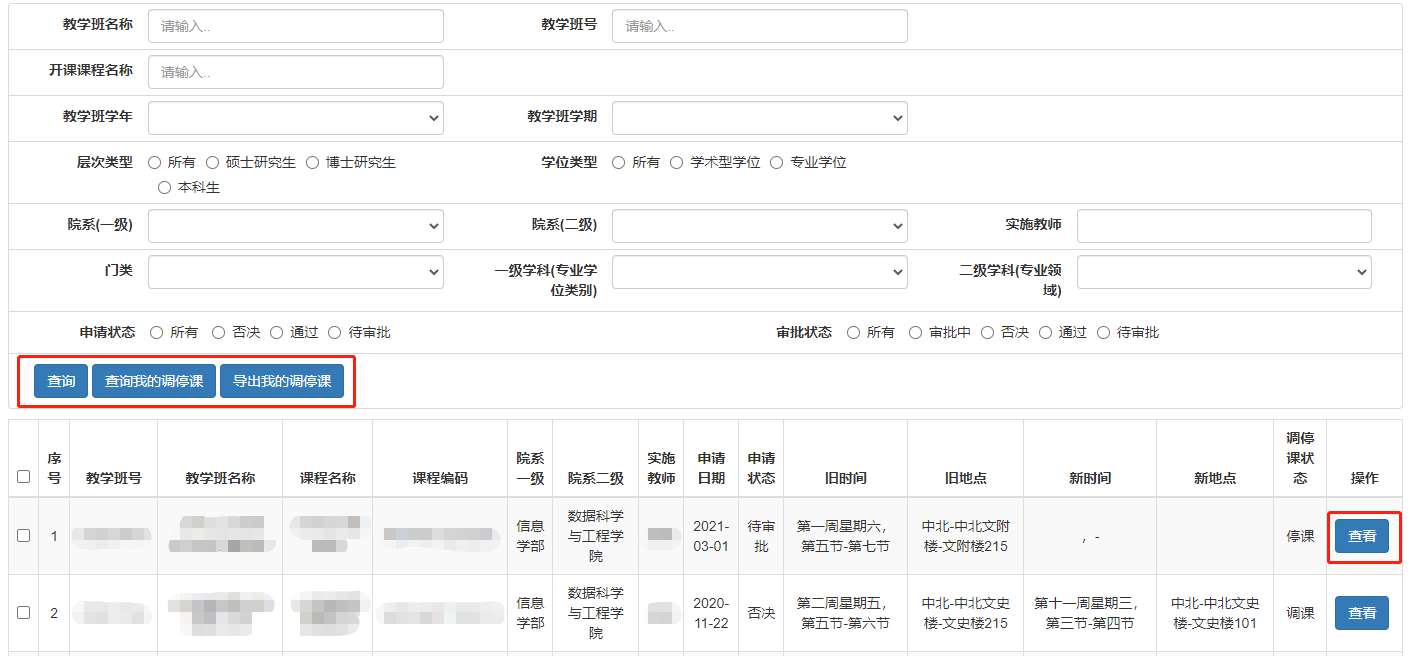 教学班名称 请输入.. 教学班号 请输入..
开课课程名称 请输入..
教学班学年 教学班学期
层次类型 所有 硕士研究生 博士研究生 学位类型 所有 学术型学位 专业学位
本科生
院系(一级) 院系(二级) 实施教师
门类 一级学科(专业学 二级学科(专业领
位类别) 域)
申请状态 所有 否决 通过 待审批 审批状态 所有 审批中 否决 通过 待审批
查询 查询我的调停课 导出我的调停课
序号 教学班号 教学班名称 课程名称 课程编码 院系一级 院系二级 实施教师 申请日期 申请状态 旧时间 旧地点 新时间 新地点 调停课状态 操作
1 信息学部 数据科学与工程学院 2021-03-01 待审批 第一周星期六，第五节-第七节 中北-中北文附楼-文附楼215 ，- 停课 查看
2 信息学部 数据科学与工程学院 2020-11-22 否决 第二周星期五，第五节-第六节 中北-中北文史楼-文史楼215 第十一周星期三，第三节-第四节 中北-中北文史楼-文史楼101 调课 查看